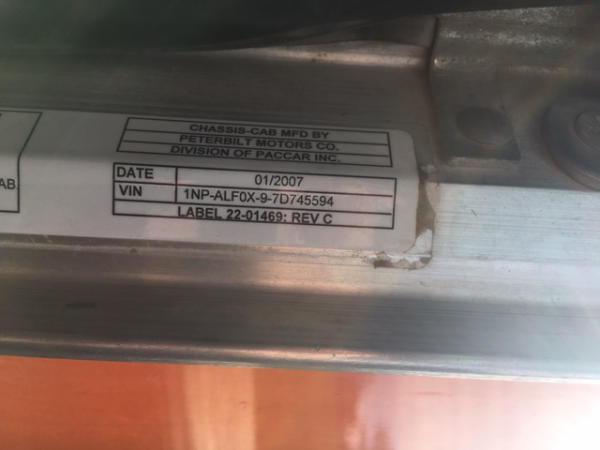 CHASSIS-CAB MFD BY
PETERBILT MOTORS CO.
DIVISION OF PACCAR INC.
DATE 01/2007
VIN 1NP-ALF0X-9-7D745594
LABEL 22-01469: REV C
AB